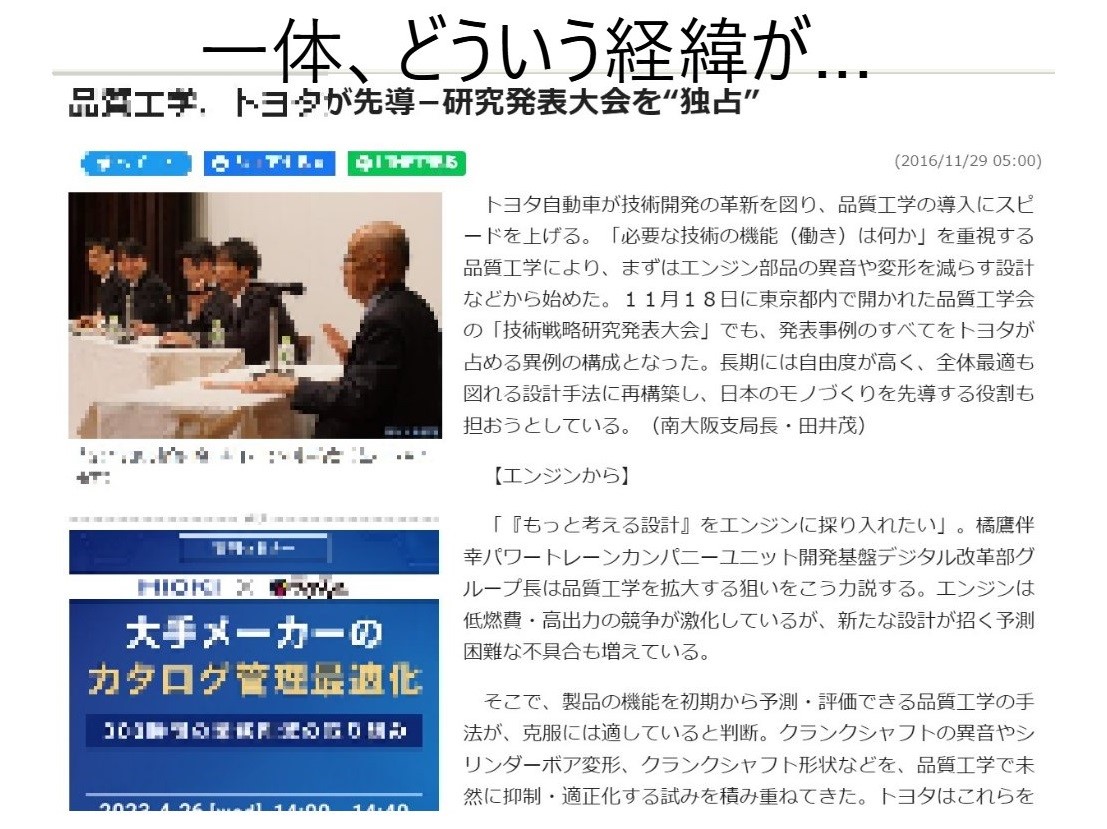 一体、どういう経緯が...
品質工学、トヨタが先導－研究発表大会を“独占”
(2016/11/29 05:00)
トヨタ自動車が技術開発の革新を図り、品質工学の導入にスピ
ードを上げる。「必要な技術の機能（働き）は何か」を重視する
品質工学により、まずはエンジン部品の異音や変形を減らす設計
などから始めた。１１月１８日に東京都内で開かれた品質工学会
の「技術戦略研究発表大会」でも、発表事例のすべてをトヨタが
占める異例の構成となった。長期には自由度が高く、全体最適も
図れる設計手法に再構築し、日本のモノづくりを先導する役割も
担おうとしている。（南大阪支局長・田井茂）
【エンジンから】
「『もっと考える設計』をエンジンに採り入れたい」。橘鷹伴
幸パワートレーンカンパニーユニット開発基盤デジタル改革部グ
ループ長は品質工学を拡大する狙いをこう力説する。エンジンは
低燃費・高出力の競争が激化しているが、新たな設計が招く予測
困難な不具合も増えている。
そこで、製品の機能を初期から予測・評価できる品質工学の手
法が、克服には適していると判断。クランクシャフトの異音やシ
リンダーボア変形、クランクシャフト形状などを、品質工学で未
然に抑制・適正化する試みを積み重ねてきた。トヨタはこれらを
HIOKI ×
大手メーカーの
カタログ管理最適化